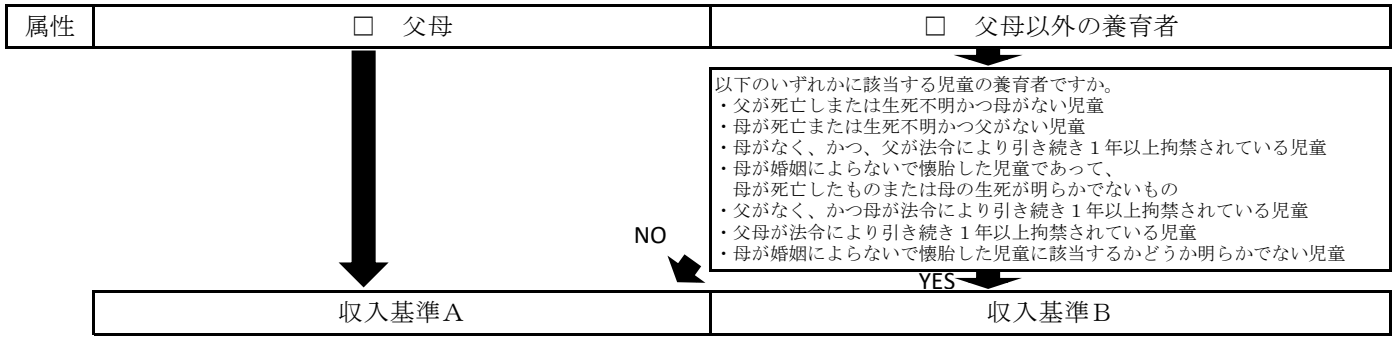 属性
□ 父母
□ 父母以外の養育者
以下のいずれかに該当する児童の養育者ですか。
・父が死亡しまたは生死不明かつ母がない児童
・母が死亡または生死不明かつ父がない児童
・母がなく、かつ、父が法令により引き続き１年以上拘禁されている児童
・母が婚姻によらないで懐胎した児童であって、
母が死亡したものまたは母の生死が明らかでないもの
・父がなく、かつ母が法令により引き続き１年以上拘禁されている児童
・父母が法令により引き続き１年以上拘禁されている児童
・母が婚姻によらないで懐胎した児童に該当するかどうか明らかでない児童
NO
YES
収入基準Ａ
収入基準Ｂ